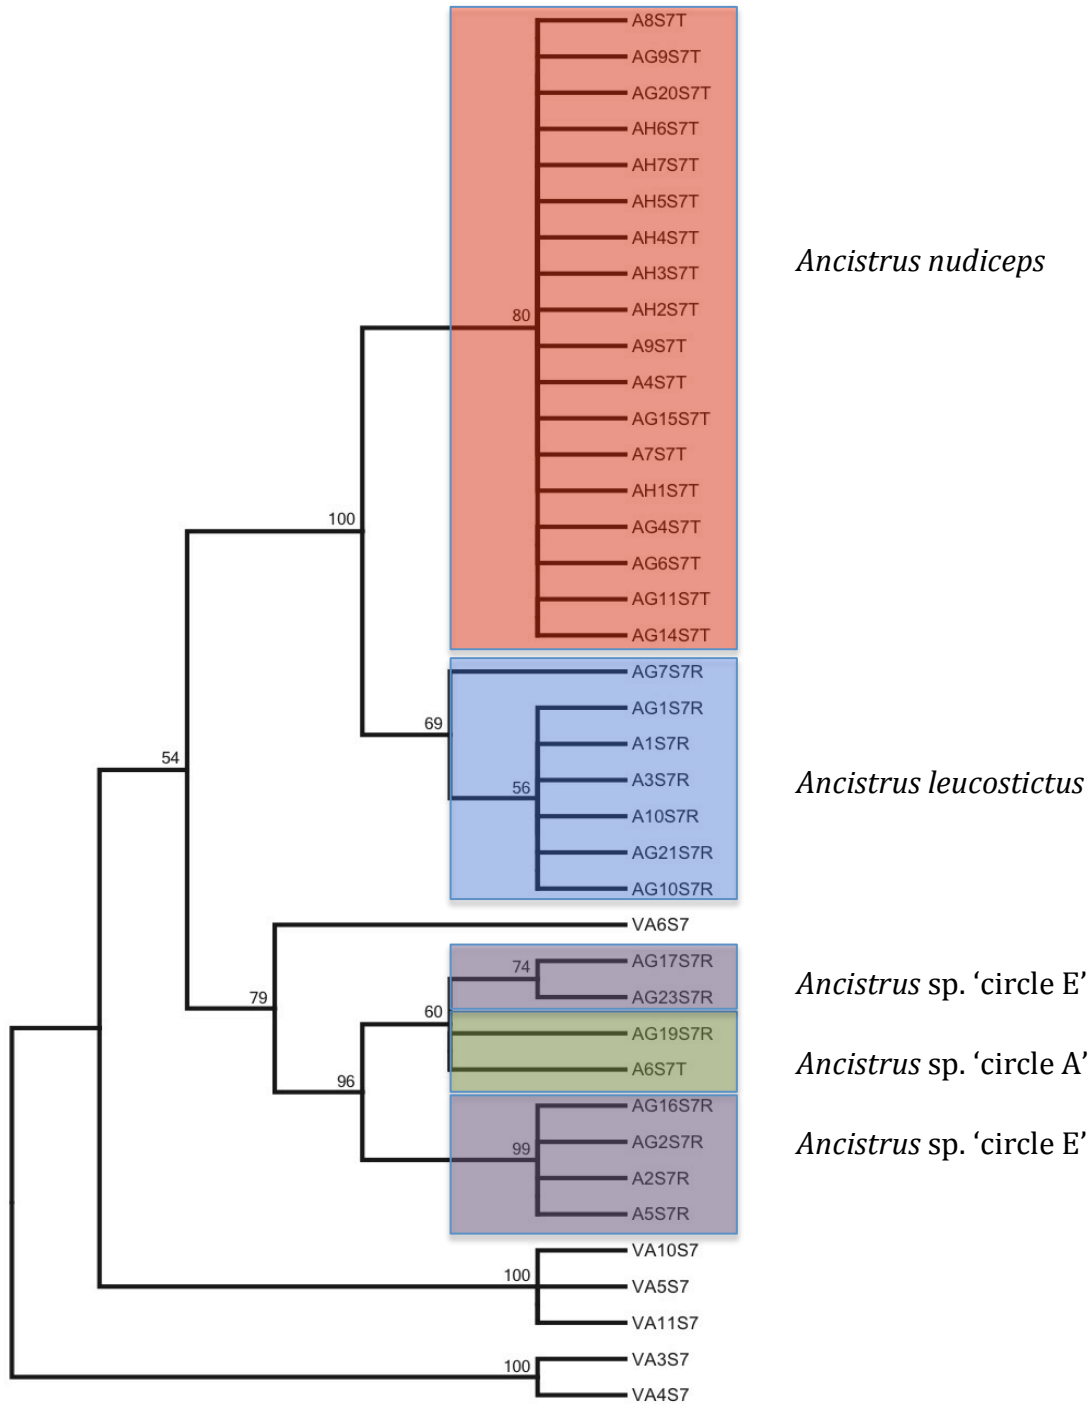 A8S7T
AG9S7T
AG20S7T
AH6S7T
AH7S7T
AH5S7T
AH4S7T
Ancistrus nudiceps
AH3S7T
AH2S7T
80
A9S7T
A4S7T
AG15S7T
A7S7T
AH1S7T
100
AG4S7T
AG6S7T
AG11S7T
AG14S7T
AG7S7R
AG1S7R
69
A1S7R
54
A3S7R
Ancistrus leucostictus
56
A10S7R
AG21S7R
AG10S7R
VA6S7
AG17S7R
74
Ancistrus sp. ‘circle E’
79
AG23S7R
60
AG19S7R
Ancistrus sp. ‘circle A’
A6S7T
96
AG16S7R
AG2S7R
Ancistrus sp. ‘circle E’
99
A2S7R
A5S7R
VA10S7
100
VA5S7
VA11S7
VA3S7
100
VA4S7